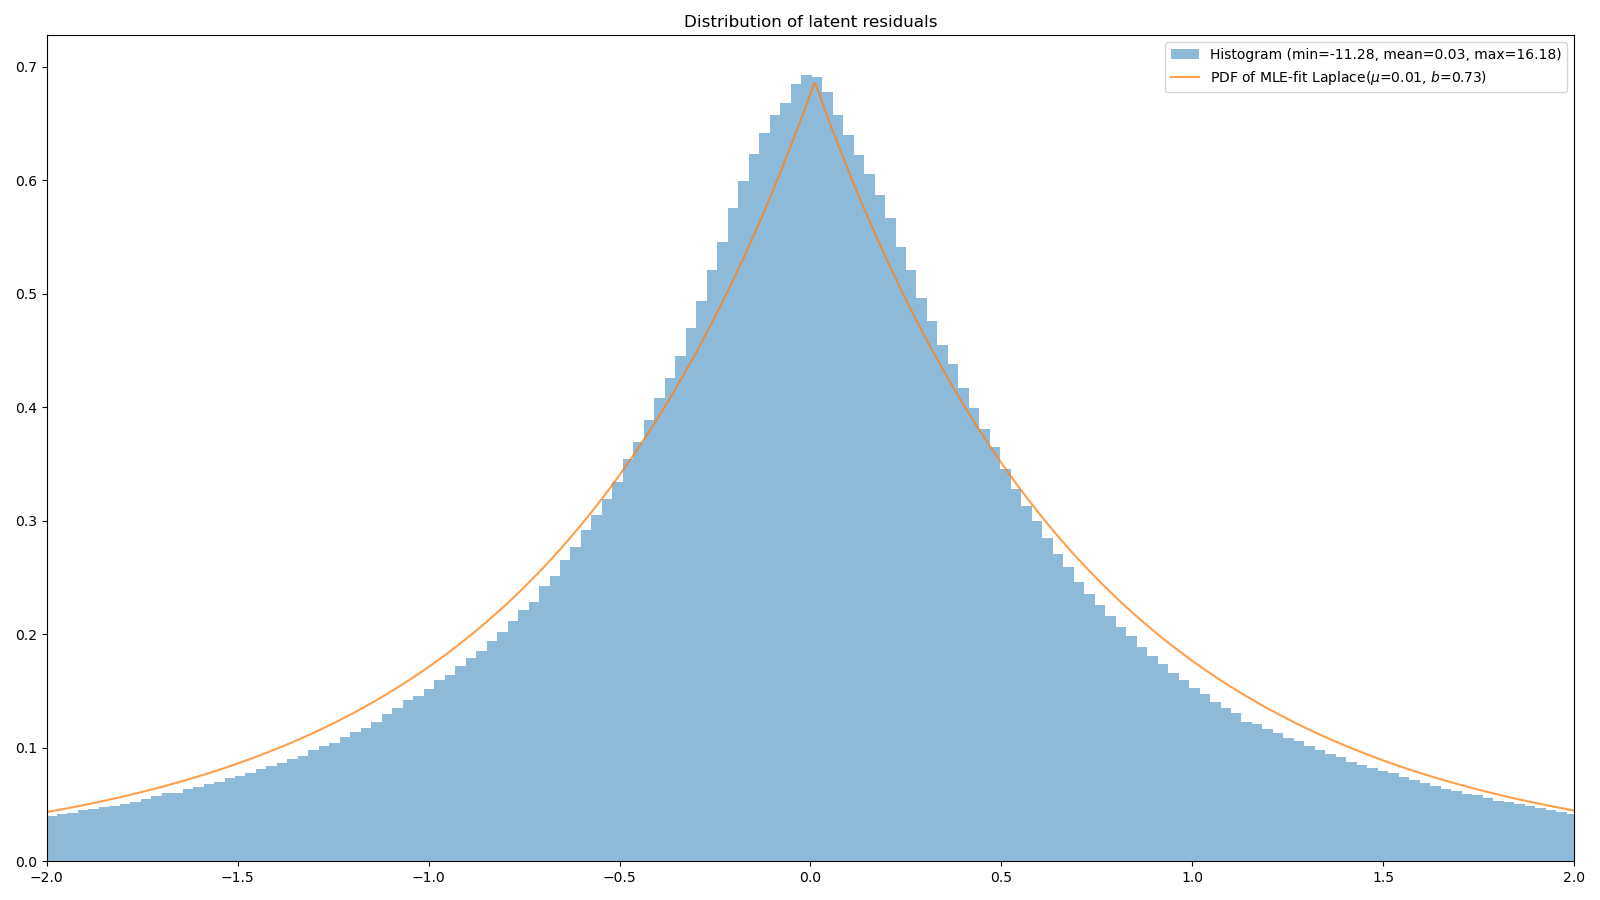 Distribution of latent residuals
Histogram (min=-11.28, mean=0.03, max=16.18)
PDF of MLE-fit Laplace(μ=0.01, b=0.73)
0.7
0.6
0.5
0.4
0.3
0.2
0.1
0.0
−2.0 −1.5 −1.0 −0.5 0.0 0.5 1.0 1.5 2.0